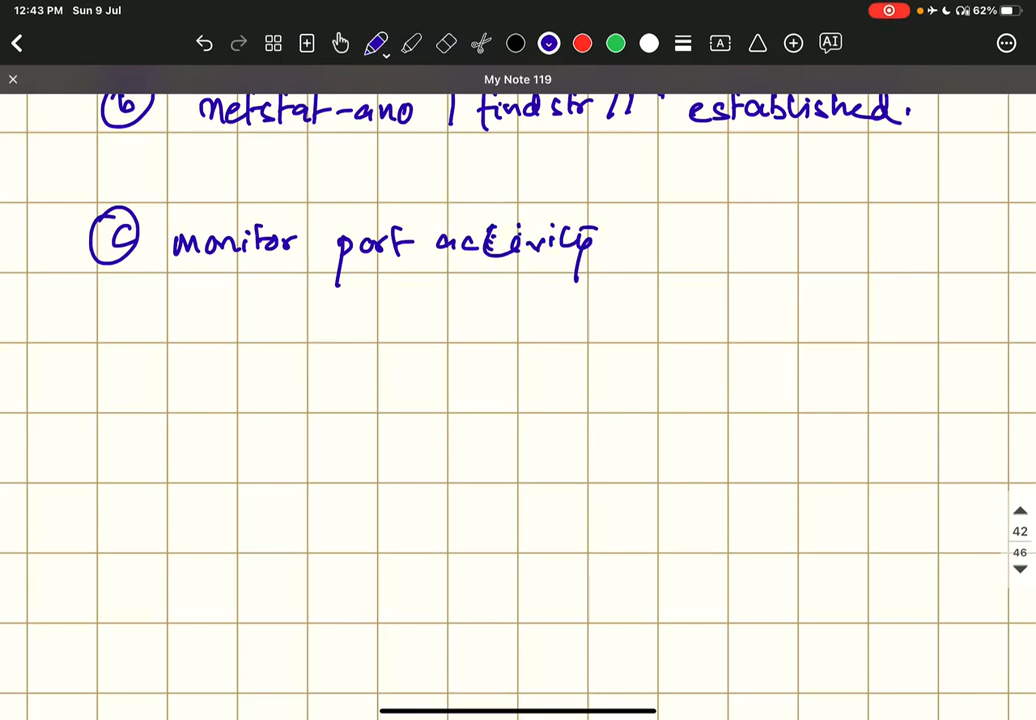 12:43 PM Sun 9 Jul 62%
A AI
My Note 119
(b) netstat-ano | findstr // established.
(c) monitor port activity
42
46